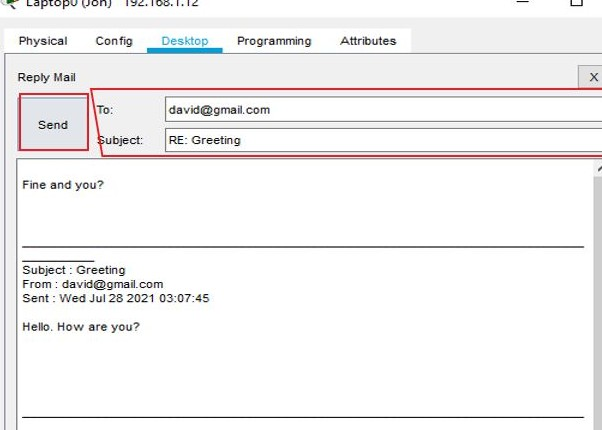 Laptop0 (Jon) 192.168.1.12
Physical Config Desktop Programming Attributes
Reply Mail X
Send
To: david@gmail.com
Subject: RE: Greeting
Fine and you?
Subject : Greeting
From : david@gmail.com
Sent : Wed Jul 28 2021 03:07:45
Hello. How are you?